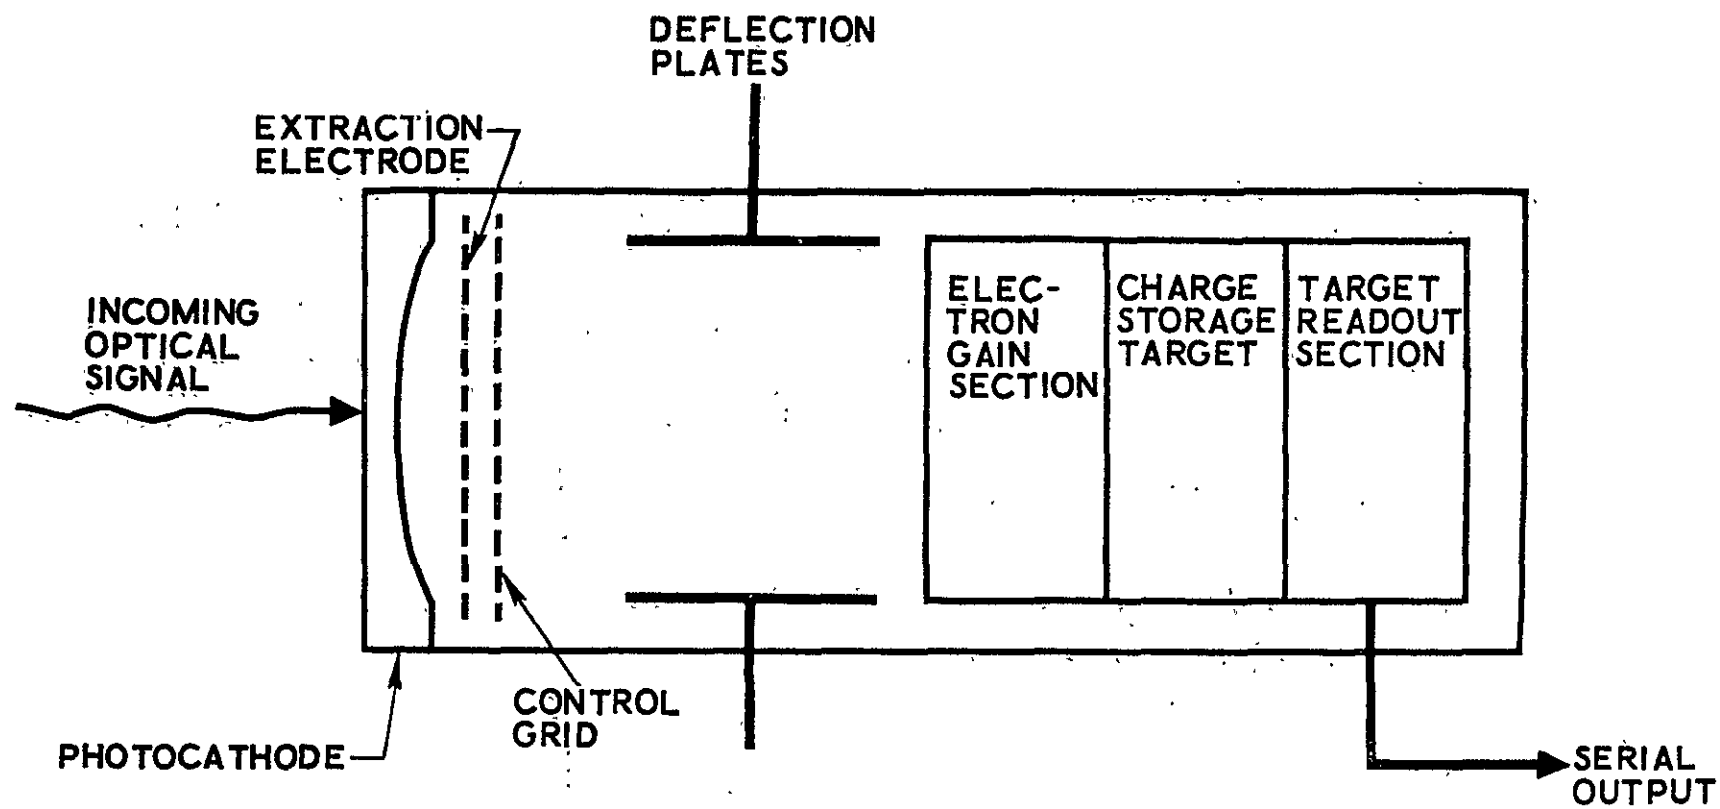 DEFLECTION
PLATES
EXTRACTION
ELECTRODE
INCOMING
OPTICAL
SIGNAL
ELEC-
TRON
GAIN
SECTION
CHARGE
STORAGE
TARGET
TARGET
READOUT
SECTION
CONTROL
GRID
PHOTOCATHODE
SERIAL
OUTPUT